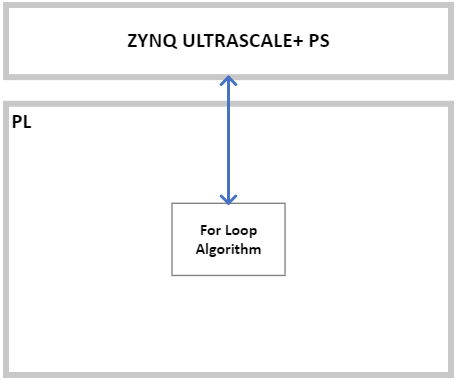 ZYNQ ULTRASCALE+ PS
PL
For Loop
Algorithm